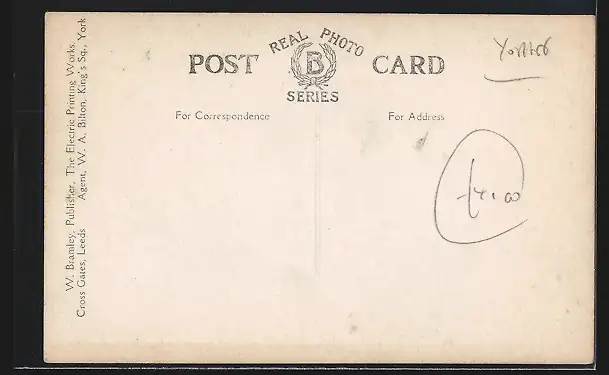 POST CARD
REAL PHOTO
B
SERIES
For Correspondence
For Address
W. Bramley, Publisher, The Electric Printing Works.
Cross Gates, Leeds Agent, W. A. Bilton, King's Sq., York